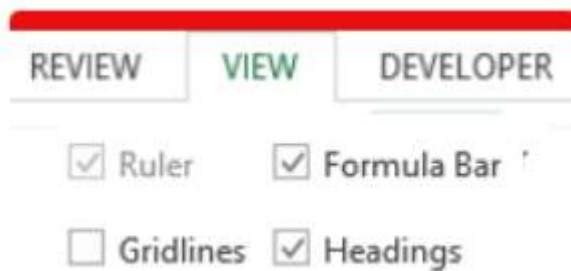 REVIEW VIEW DEVELOPER
Ruler Formula Bar
Gridlines Headings